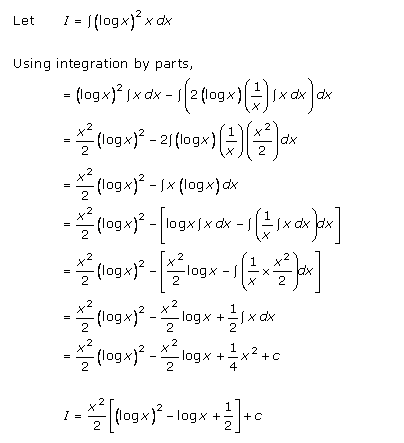 Let I = ∫(log x)² x dx
Using integration by parts,
= (log x)² ∫x dx − ∫(2(log x)(1/x)∫x dx)dx
= x²/2 (log x)² − 2∫(log x)(1/x)(x²/2)dx
= x²/2 (log x)² − ∫x (log x) dx
= x²/2 (log x)² − [log x∫x dx − ∫(1/x ∫x dx)dx]
= x²/2 (log x)² − [x²/2 log x − ∫(1/x × x²/2)dx]
= x²/2 (log x)² − x²/2 log x + 1/2 ∫x dx
= x²/2 (log x)² − x²/2 log x + 1/4 x² + c
I = x²/2 [(log x)² − log x + 1/2] + c